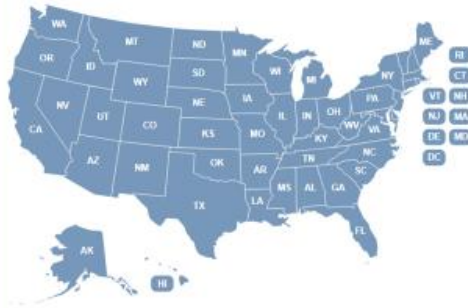 WA
ME
MT
ND
MN
OR
RI
ID
WI
NY
SD
MI
WY
CT
IA
PA
NE
VT
NH
NV
OH
IL
IN
UT
NJ
MA
CO
WV
CA
KS
MO
VA
KY
DE
MD
NC
TN
DC
AZ
OK
NM
AR
SC
MS
AL
GA
TX
LA
FL
AK
HI